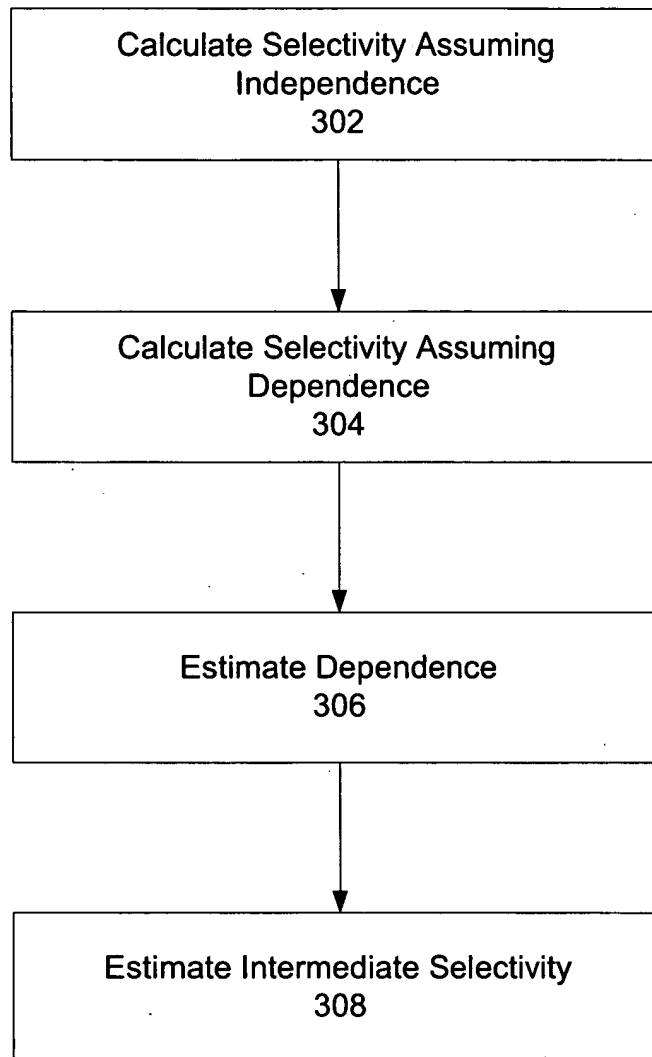 Calculate Selectivity Assuming
Independence
302
Calculate Selectivity Assuming
Dependence
304
Estimate Dependence
306
Estimate Intermediate Selectivity
308